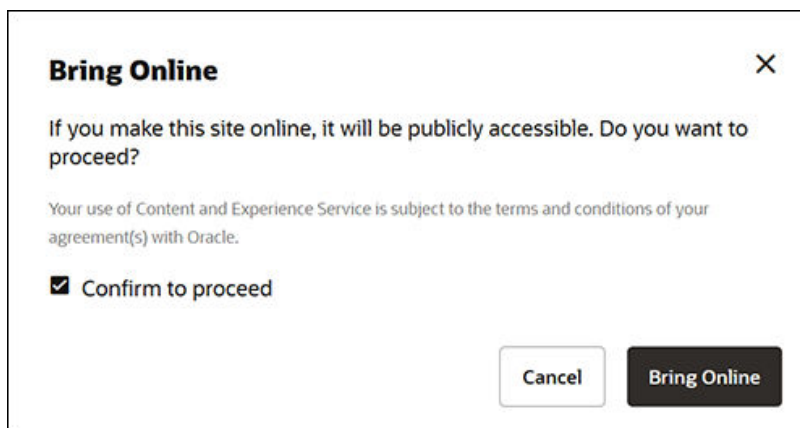 Bring Online
If you make this site online, it will be publicly accessible. Do you want to
proceed?
Your use of Content and Experience Service is subject to the terms and conditions of your
agreement(s) with Oracle.
Confirm to proceed
Cancel
Bring Online